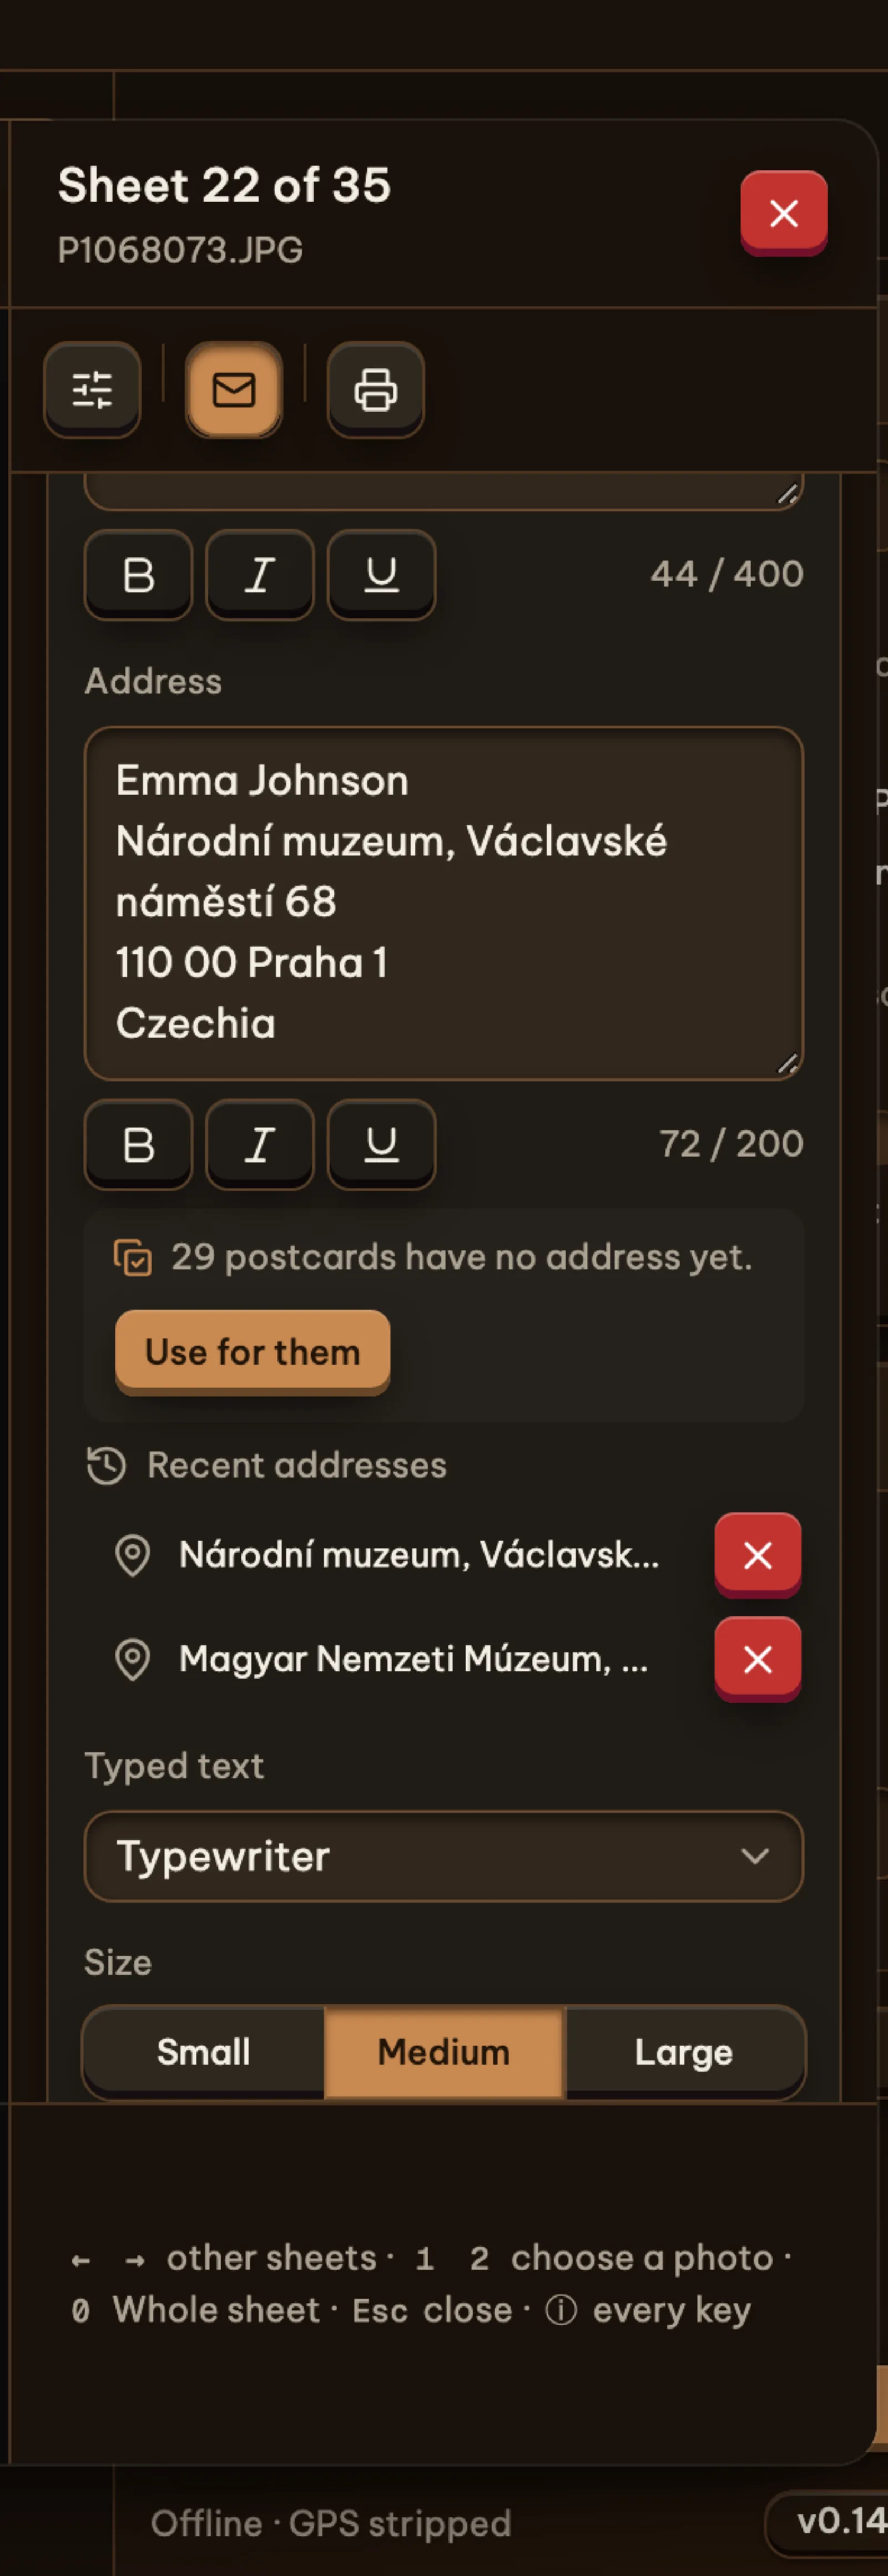 Sheet 22 of 35
P1068073.JPG
B I U 44 / 400
Address
Emma Johnson
Národní muzeum, Václavské
náměstí 68
110 00 Praha 1
Czechia
B I U 72 / 200
29 postcards have no address yet.
Use for them
Recent addresses
Národní muzeum, Václavsk...
Magyar Nemzeti Múzeum, ...
Typed text
Typewriter
Size
Small Medium Large
← → other sheets · 1 2 choose a photo ·
0 Whole sheet · Esc close · ⓘ every key
Offline · GPS stripped v0.14